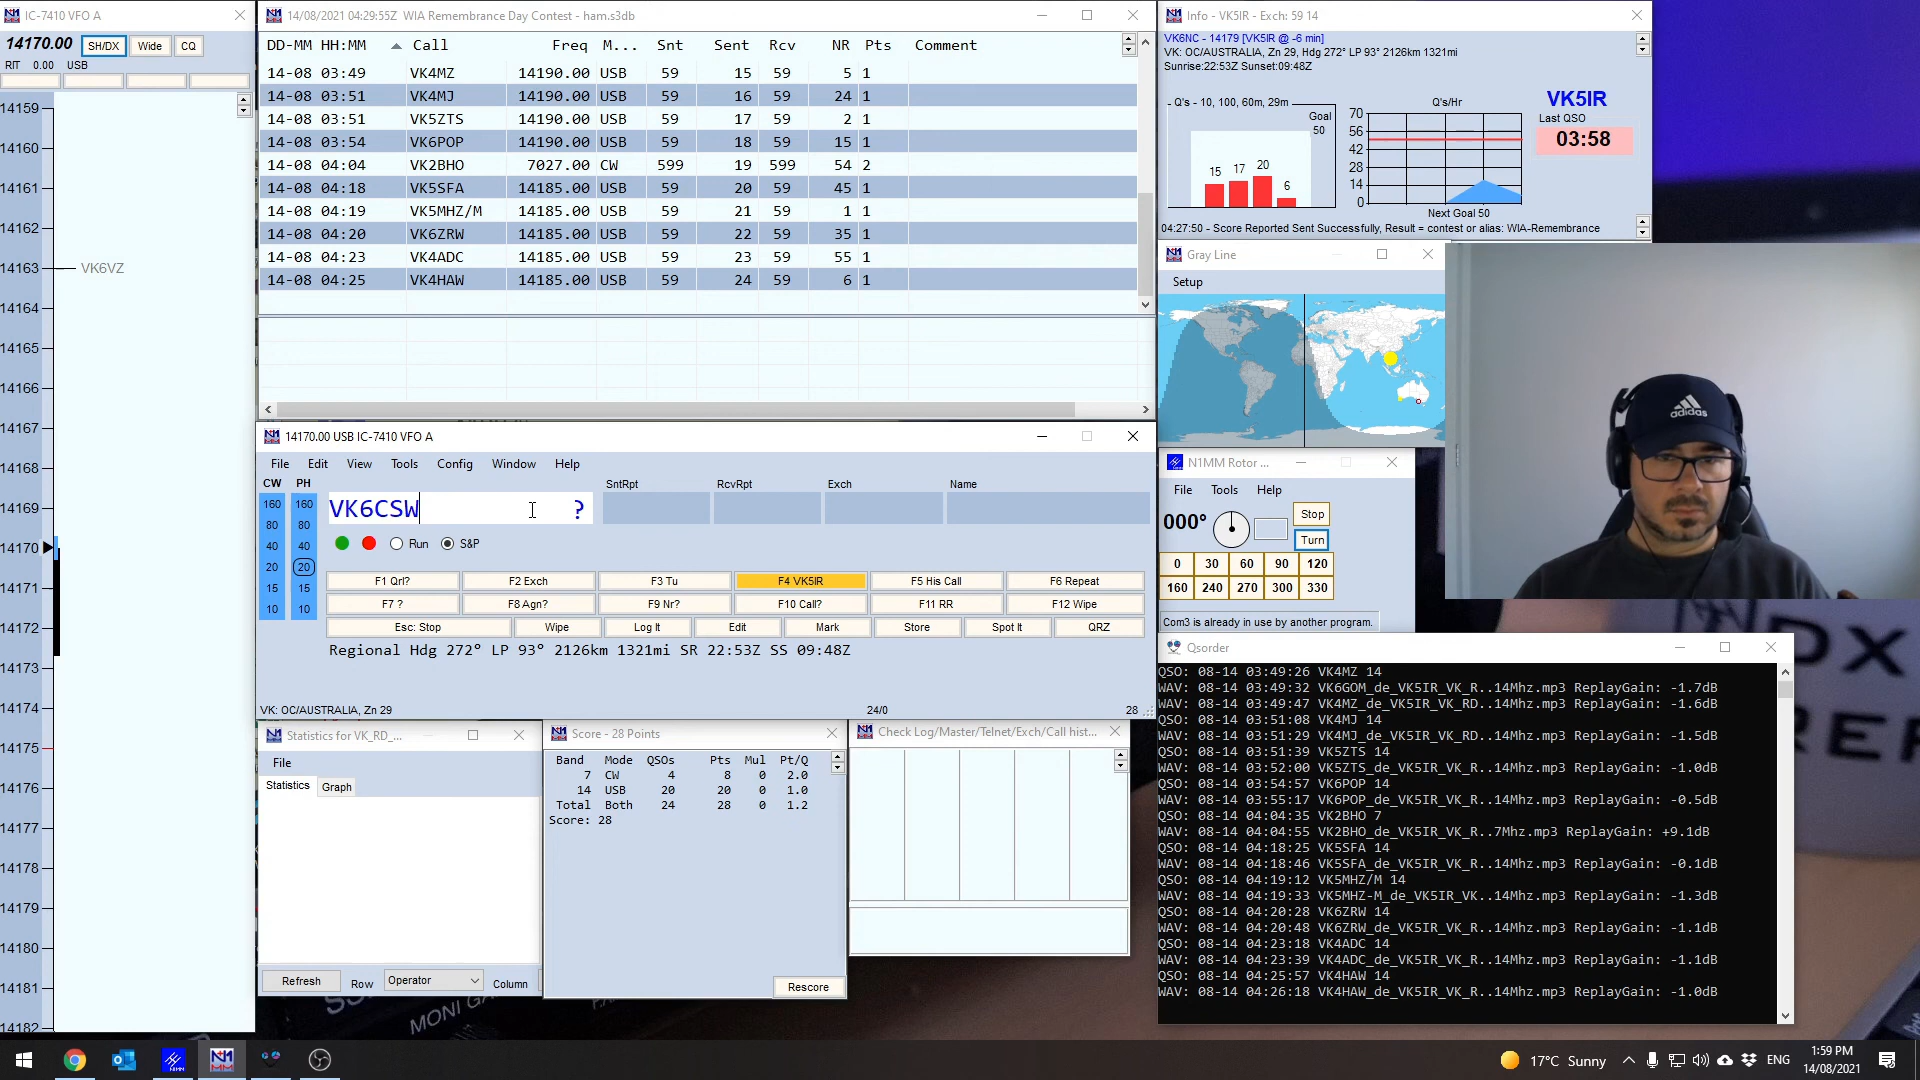 IC-7410 VFO A
14170.00 SH/DX Wide CQ
RIT 0.00 USB
14159
14160
14161
14162
14163 VK6VZ
14164
14165
14166
14167
14168
14169
14170
14171
14172
14173
14174
14175
14176
14177
14178
14179
14180
14181
14182
14/08/2021 04:29:55Z WIA Remembrance Day Contest - ham.s3db
DD-MM HH:MM Call Freq M... Snt Sent Rcv NR Pts Comment
14-08 03:49 VK4MZ 14190.00 USB 59 15 59 5 1
14-08 03:51 VK4MJ 14190.00 USB 59 16 59 24 1
14-08 03:51 VK5ZTS 14190.00 USB 59 17 59 2 1
14-08 03:54 VK6POP 14190.00 USB 59 18 59 15 1
14-08 04:04 VK2BHO 7027.00 CW 599 19 599 54 2
14-08 04:18 VK5SFA 14185.00 USB 59 20 59 45 1
14-08 04:19 VK5MHZ/M 14185.00 USB 59 21 59 1 1
14-08 04:20 VK6ZRW 14185.00 USB 59 22 59 35 1
14-08 04:23 VK4ADC 14185.00 USB 59 23 59 55 1
14-08 04:25 VK4HAW 14185.00 USB 59 24 59 6 1
14170.00 USB IC-7410 VFO A
File Edit View Tools Config Window Help
CW PH SntRpt RcvRpt Exch Name
160 160
80 80
40 40
20 20
15 15
10 10
VK6CSW ?
Run S&P
F1 Qrl? F2 Exch F3 Tu F4 VK5IR F5 His Call F6 Repeat
F7 ? F8 Agn? F9 Nr? F10 Call? F11 RR F12 Wipe
Esc: Stop Wipe Log It Edit Mark Store Spot It QRZ
Regional Hdg 272° LP 93° 2126km 1321mi SR 22:53Z SS 09:48Z
VK: OC/AUSTRALIA, Zn 29 24/0 28
Statistics for VK_RD_...
File
Statistics Graph
Refresh Row Operator Column
Score - 28 Points
Band Mode QSOs Pts Mul Pt/Q
7 CW 4 8 0 2.0
14 USB 20 20 0 1.0
Total Both 24 28 0 1.2
Score: 28
Rescore
Check Log/Master/Telnet/Exch/Call hist...
Info - VK5IR - Exch: 59 14
VK6NC - 14179 [VK5IR @ -6 min]
VK: OC/AUSTRALIA, Zn 29, Hdg 272° LP 93° 2126km 1321mi
Sunrise:22:53Z Sunset:09:48Z
Q's - 10, 100, 60m, 29m
Goal
50
15 17 20 6
Q's/Hr
70
56
42
28
14
0
Next Goal 50
VK5IR
Last QSO
03:58
04:27:50 - Score Reported Sent Successfully, Result = contest or alias: WIA-Remembrance
Gray Line
Setup
adidas
N1MM Rotor ...
File Tools Help
000° Stop
Turn
0 30 60 90 120
160 240 270 300 330
Com3 is already in use by another program.
Qsorder
QSO: 08-14 03:49:26 VK4MZ 14
WAV: 08-14 03:49:32 VK6GOM_de_VK5IR_VK_R..14Mhz.mp3 ReplayGain: -1.7dB
WAV: 08-14 03:49:47 VK4MZ_de_VK5IR_VK_RD..14Mhz.mp3 ReplayGain: -1.6dB
QSO: 08-14 03:51:08 VK4MJ 14
WAV: 08-14 03:51:29 VK4MJ_de_VK5IR_VK_RD..14Mhz.mp3 ReplayGain: -1.5dB
QSO: 08-14 03:51:39 VK5ZTS 14
WAV: 08-14 03:52:00 VK5ZTS_de_VK5IR_VK_R..14Mhz.mp3 ReplayGain: -1.0dB
QSO: 08-14 03:54:57 VK6POP 14
WAV: 08-14 03:55:17 VK6POP_de_VK5IR_VK_R..14Mhz.mp3 ReplayGain: -0.5dB
QSO: 08-14 04:04:35 VK2BHO 7
WAV: 08-14 04:04:55 VK2BHO_de_VK5IR_VK_R..7Mhz.mp3 ReplayGain: +9.1dB
QSO: 08-14 04:18:25 VK5SFA 14
WAV: 08-14 04:18:46 VK5SFA_de_VK5IR_VK_R..14Mhz.mp3 ReplayGain: -0.1dB
QSO: 08-14 04:19:12 VK5MHZ/M 14
WAV: 08-14 04:19:33 VK5MHZ-M_de_VK5IR_VK..14Mhz.mp3 ReplayGain: -1.3dB
QSO: 08-14 04:20:28 VK6ZRW 14
WAV: 08-14 04:20:48 VK6ZRW_de_VK5IR_VK_R..14Mhz.mp3 ReplayGain: -1.1dB
QSO: 08-14 04:23:18 VK4ADC 14
WAV: 08-14 04:23:39 VK4ADC_de_VK5IR_VK_R..14Mhz.mp3 ReplayGain: -1.1dB
QSO: 08-14 04:25:57 VK4HAW 14
WAV: 08-14 04:26:18 VK4HAW_de_VK5IR_VK_R..14Mhz.mp3 ReplayGain: -1.0dB
DX
MONI
17°C Sunny ENG 1:59 PM
14/08/2021